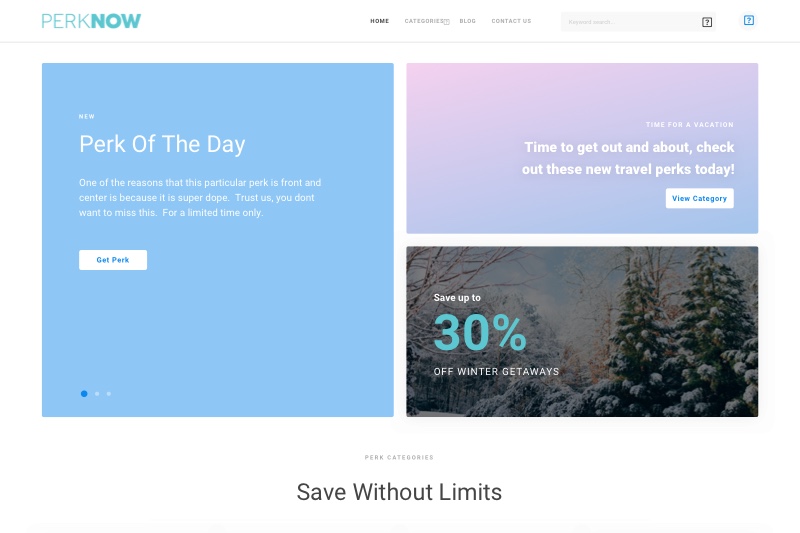 PERKNOW
HOME
CATEGORIES
BLOG
CONTACT US
Keyword search...
NEW
Perk Of The Day
One of the reasons that this particular perk is front and
center is because it is super dope.  Trust us, you dont
want to miss this.  For a limited time only.
Get Perk
TIME FOR A VACATION
Time to get out and about, check
out these new travel perks today!
View Category
Save up to
30%
OFF WINTER GETAWAYS
PERK CATEGORIES
Save Without Limits